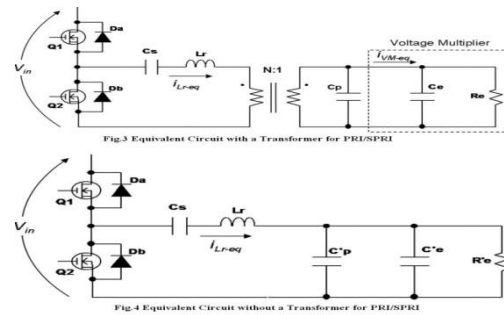 Voltage Multiplier
Da
Q1
Cs
Lr
iVM-eq
Vin
N:1
iLr-eq
Db
Q2
Cp
Ce
Re
Fig.3 Equivalent Circuit with a Transformer for PRI/SPRI
Da
Q1
Cs
Lr
Vin
iLr-eq
Db
Q2
C'p
C'e
R'e
Fig.4 Equivalent Circuit without a Transformer for PRI/SPRI